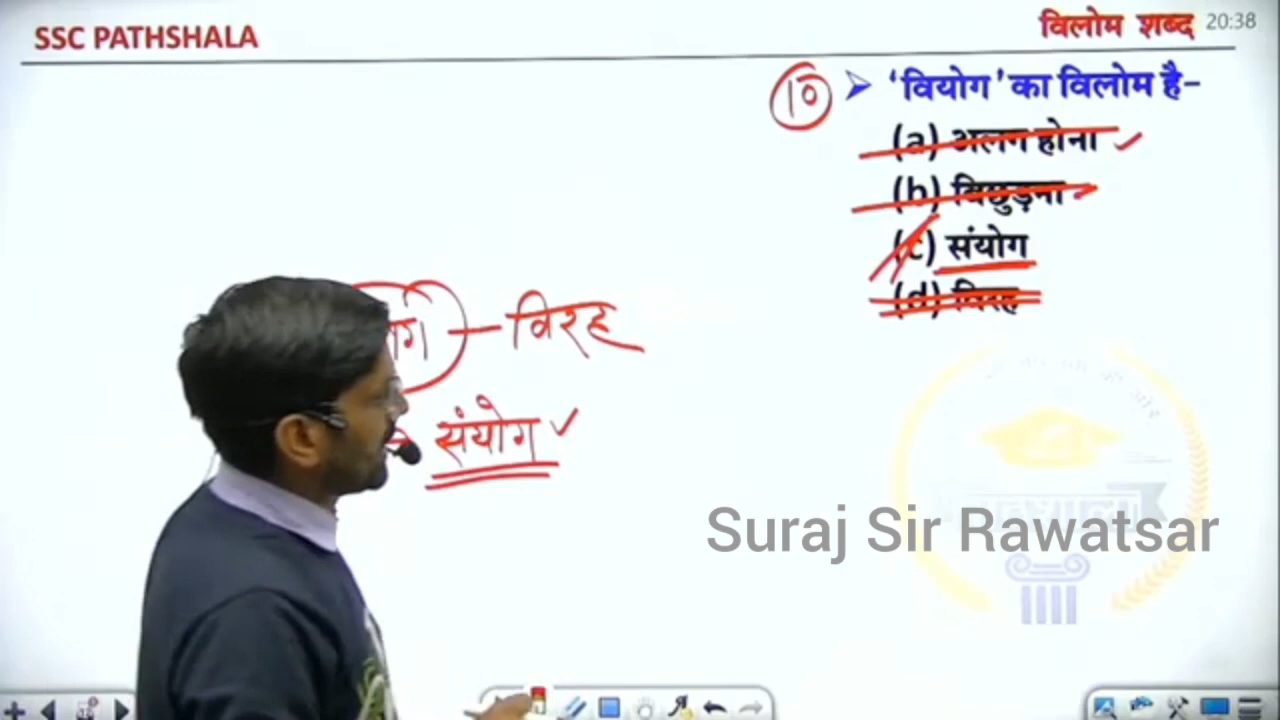 SSC PATHSHALA
विलोम शब्द 20:38
10 ➤ ‘वियोग’ का विलोम है-
(a) अलग होना
(b) बिछुड़ना
(c) संयोग
(d) विरह
— विरह
संयोग ✓
Suraj Sir Rawatsar